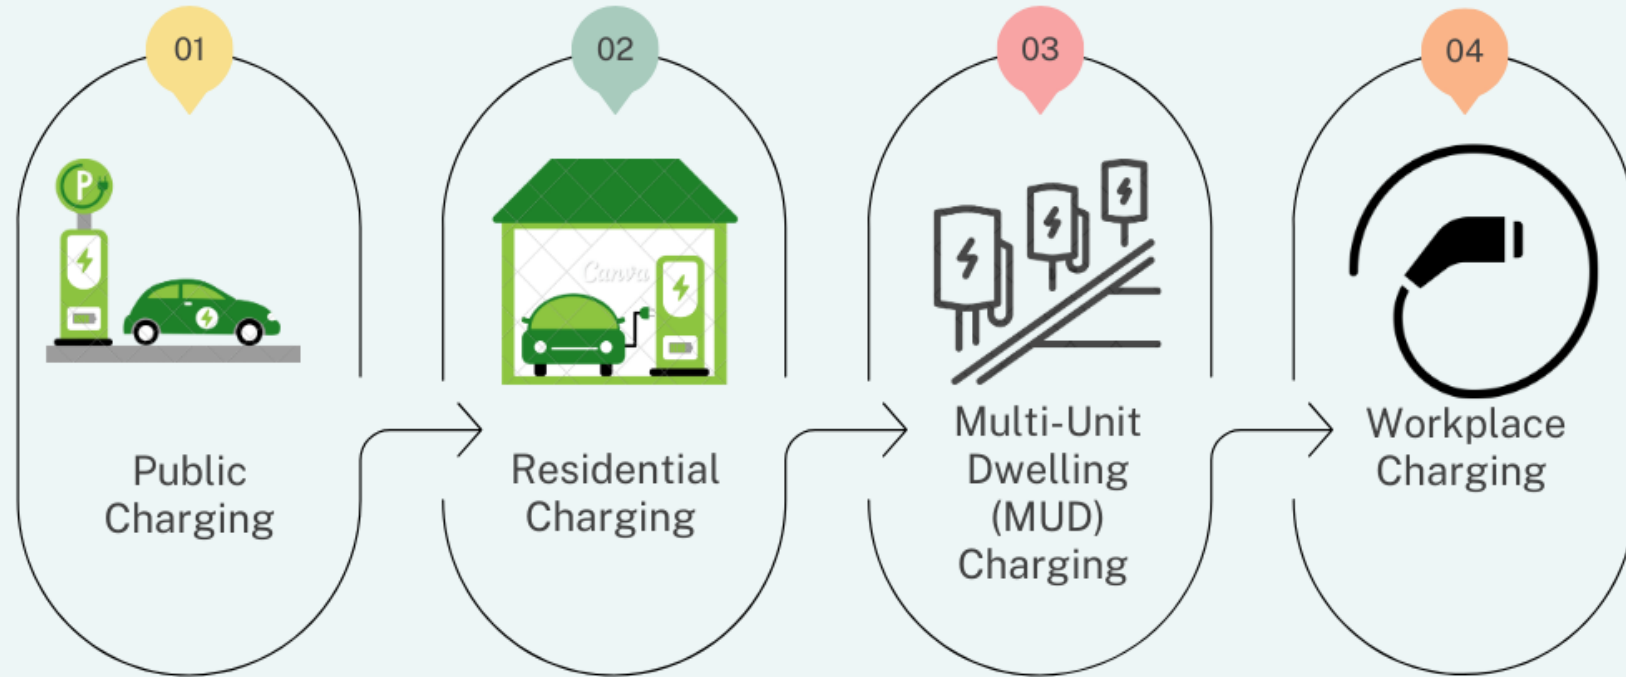 01
02
03
04
P
Canva
Public
Charging
Residential
Charging
Multi-Unit
Dwelling
(MUD)
Charging
Workplace
Charging